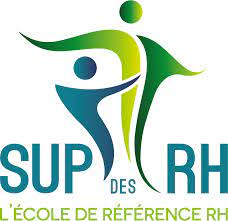 SUP DES RH
L'ÉCOLE DE RÉFÉRENCE RH